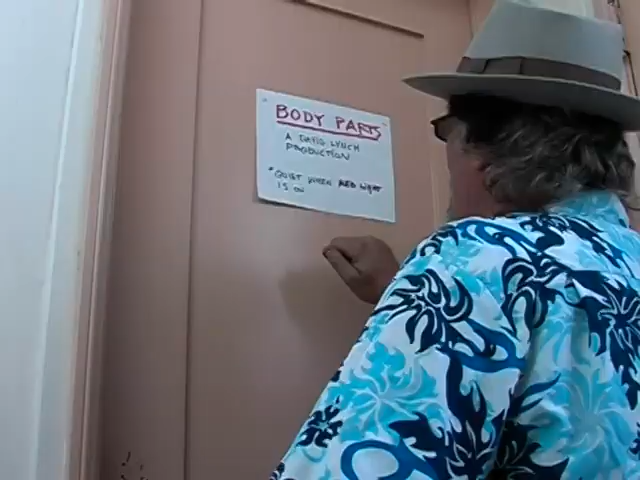 BODY PARTS
A DAVID LYNCH
PRODUCTION
*QUIET WHEN RED LIGHT
IS ON